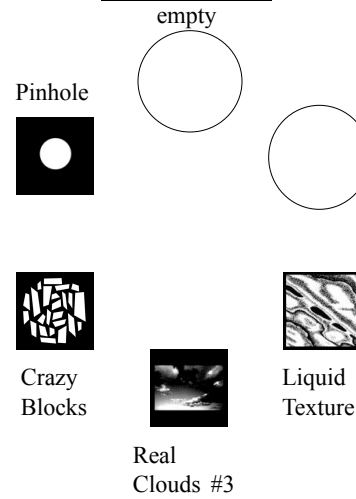 empty
Pinhole
Crazy
Blocks
Real
Clouds #3
Liquid
Texture